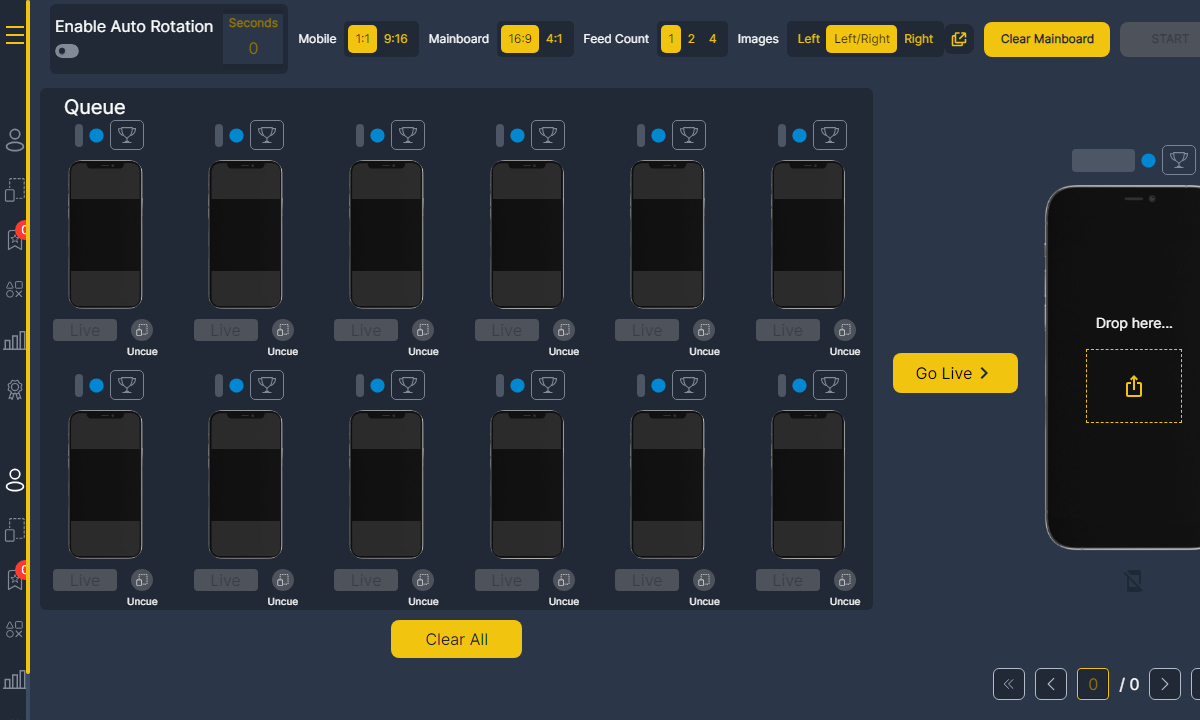 Enable Auto Rotation
Seconds
0
Mobile 1:1 9:16 Mainboard 16:9 4:1 Feed Count 1 2 4 Images Left Left/Right Right Clear Mainboard START
Queue
Live Live Live Live Live Live
Uncue Uncue Uncue Uncue Uncue Uncue
Live Live Live Live Live Live
Uncue Uncue Uncue Uncue Uncue Uncue
Clear All
Go Live
Drop here...
0 / 0